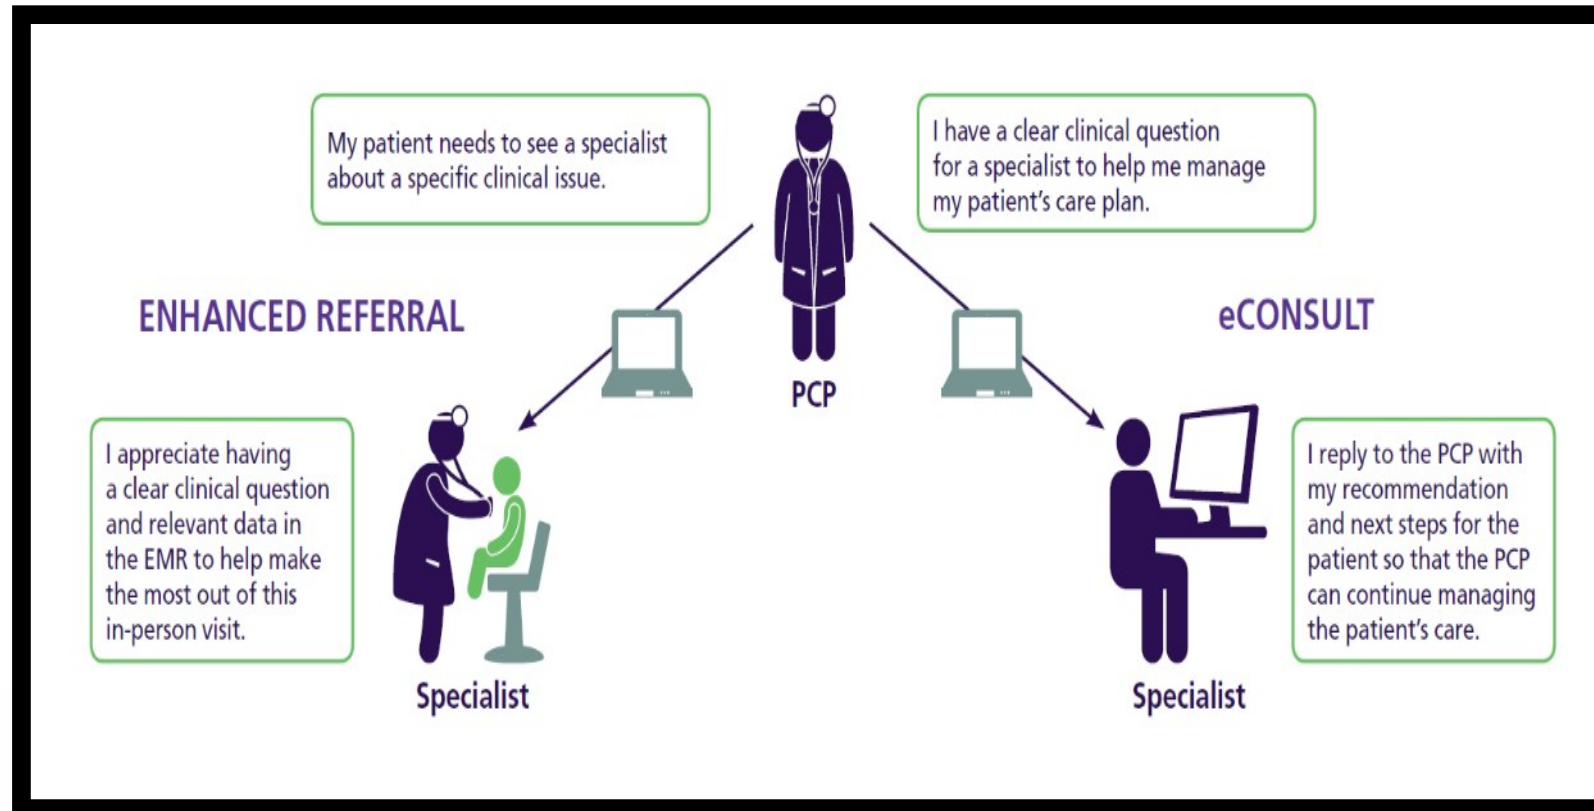 My patient needs to see a specialist
about a specific clinical issue.
I have a clear clinical question
for a specialist to help me manage
my patient’s care plan.
ENHANCED REFERRAL
eCONSULT
PCP
I appreciate having
a clear clinical question
and relevant data in
the EMR to help make
the most out of this
in-person visit.
I reply to the PCP with
my recommendation
and next steps for the
patient so that the PCP
can continue managing
the patient’s care.
Specialist
Specialist